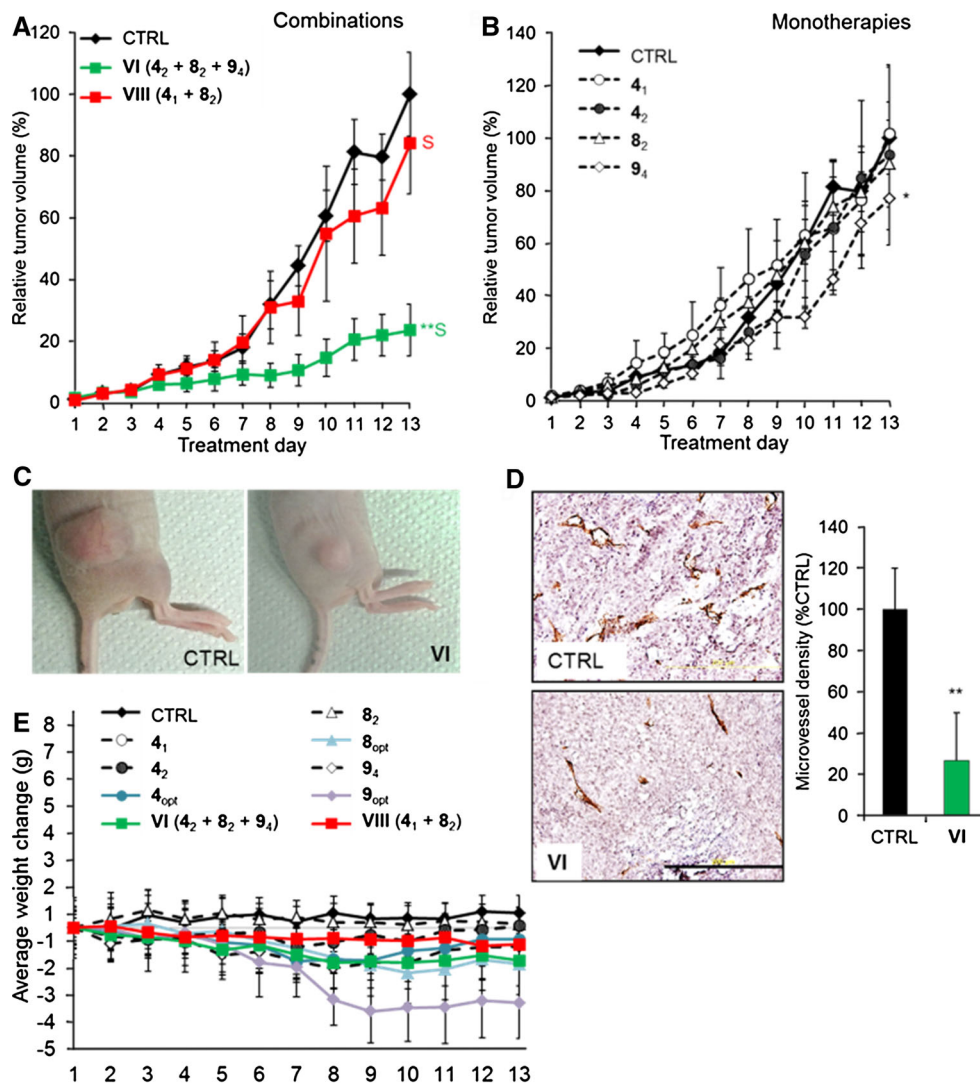 A
Combinations
CTRL
VI (4₂ + 8₂ + 9₄)
VIII (4₁ + 8₂)
Relative tumor volume (%)
120
100
80
60
40
20
0
S
**S
1 2 3 4 5 6 7 8 9 10 11 12 13
Treatment day
B
Monotherapies
CTRL
4₁
4₂
8₂
9₄
Relative tumor volume (%)
140
120
100
80
60
40
20
0
*
1 2 3 4 5 6 7 8 9 10 11 12 13
Treatment day
C
CTRL
VI
D
CTRL
VI
Microvessel density (%CTRL)
140
120
100
80
60
40
20
0
**
CTRL VI
E
CTRL
4₁
4₂
4opt
VI (4₂ + 8₂ + 9₄)
8₂
8opt
9₄
9opt
VIII (4₁ + 8₂)
Average weight change (g)
8
7
6
5
4
3
2
1
-1
-2
-3
-4
-5
1 2 3 4 5 6 7 8 9 10 11 12 13